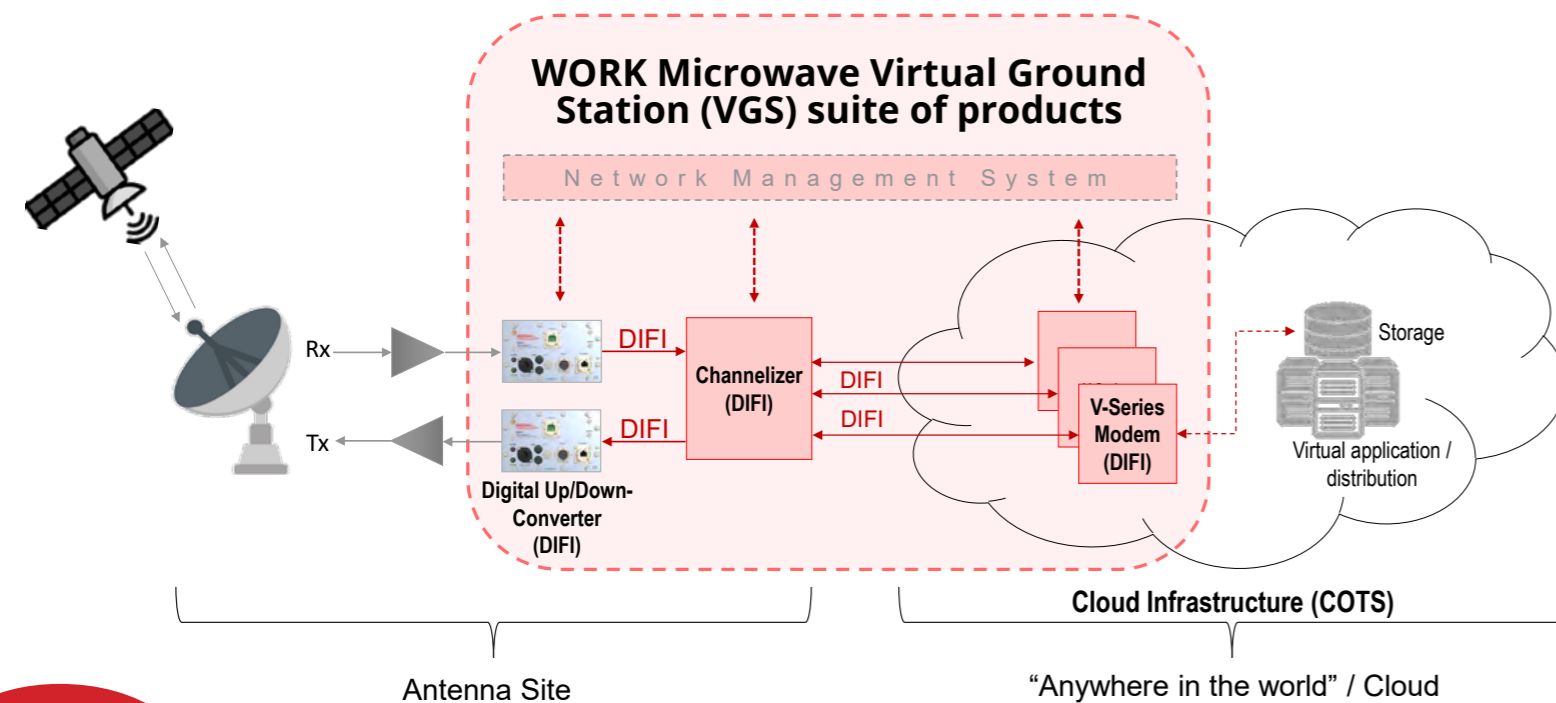 WORK Microwave Virtual Ground
Station (VGS) suite of products
Network Management System
Rx
DIFI
Channelizer
(DIFI)
DIFI
DIFI
Tx
DIFI
V-Series
Modem
(DIFI)
Storage
Virtual application /
distribution
Digital Up/Down-
Converter
(DIFI)
Cloud Infrastructure (COTS)
Antenna Site
“Anywhere in the world” / Cloud